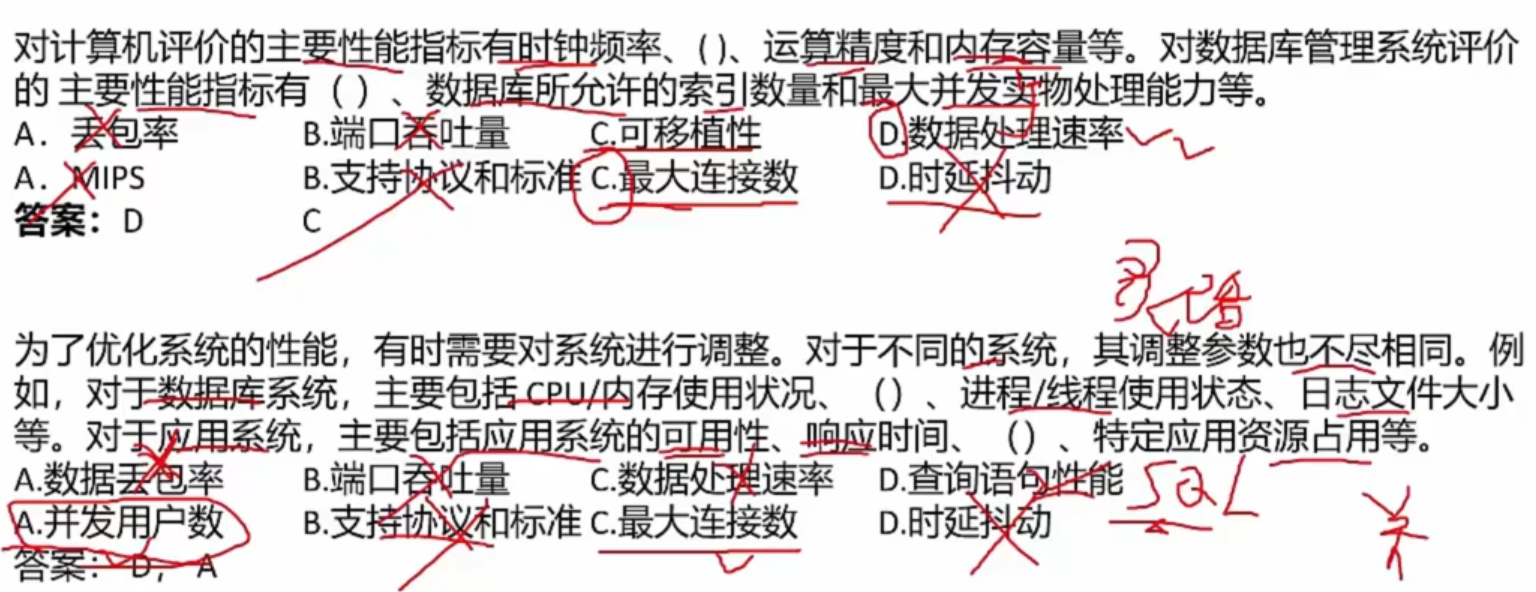 对计算机评价的主要性能指标有时钟频率、( )、运算精度和内存容量等。对数据库管理系统评价
的 主要性能指标有（ ）、数据库所允许的索引数量和最大并发实物处理能力等。
A. 丢包率 B.端口吞吐量 C.可移植性 D.数据处理速率
A. MIPS B.支持协议和标准 C.最大连接数 D.时延抖动
答案： D C
为了优化系统的性能，有时需要对系统进行调整。对于不同的系统，其调整参数也不尽相同。例
如，对于数据库系统，主要包括 CPU/内存使用状况、（）、进程/线程使用状态、日志文件大小
等。对于应用系统，主要包括应用系统的可用性、响应时间、（）、特定应用资源占用等。
A.数据丢包率 B.端口吞吐量 C.数据处理速率 D.查询语句性能
SQL
A.并发用户数 B.支持协议和标准 C.最大连接数 D.时延抖动
答案： D， A